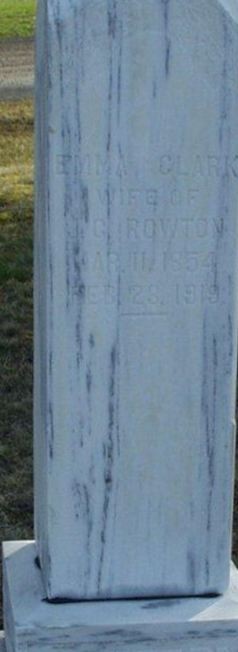 EMMA CLARK
WIFE OF
J.G. ROWTON
MAR. 11, 1854
FEB. 23, 1919